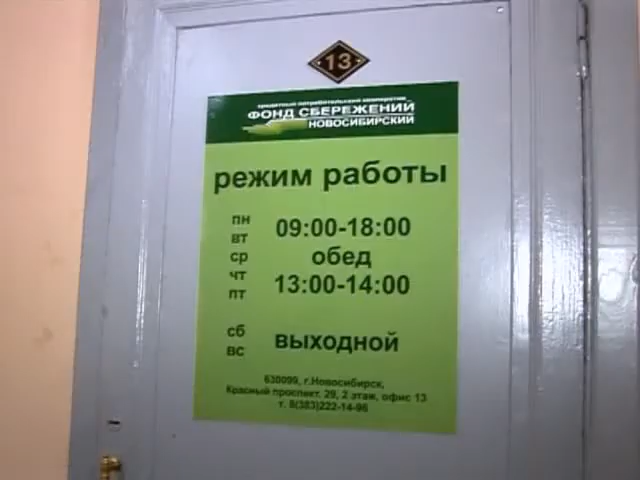 13
кредитный потребительский кооператив
ФОНД СБЕРЕЖЕНИЙ
НОВОСИБИРСКИЙ
режим работы
пн
вт
ср
чт
пт
09:00-18:00
обед
13:00-14:00
сб
вс
выходной
630099, г.Новосибирск,
Красный проспект. 29, 2 этаж, офис 13
т. 8(383)222-14-96